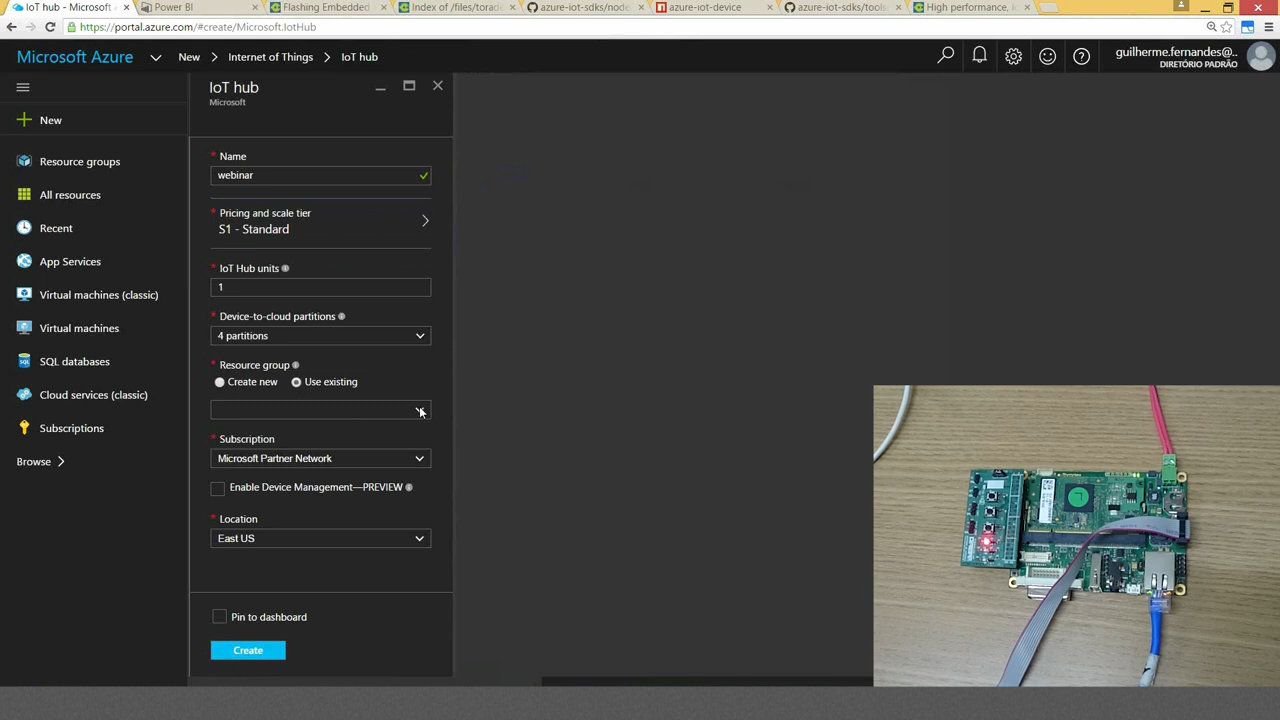 IoT hub - Microsoft A
Power BI
Flashing Embedded
Index of /files/torade
azure-iot-sdks/node
azure-iot-device
azure-iot-sdks/tools
High performance, l
https://portal.azure.com/#create/Microsoft.IotHub
Microsoft Azure
New > Internet of Things > IoT hub
guilherme.fernandes@..
DIRETÓRIO PADRÃO
New
Resource groups
All resources
Recent
App Services
Virtual machines (classic)
Virtual machines
SQL databases
Cloud services (classic)
Subscriptions
Browse >
IoT hub
Microsoft
* Name
webinar
* Pricing and scale tier
S1 - Standard
* IoT Hub units
1
* Device-to-cloud partitions
4 partitions
* Resource group
Create new Use existing
* Subscription
Microsoft Partner Network
Enable Device Management—PREVIEW
* Location
East US
Pin to dashboard
Create